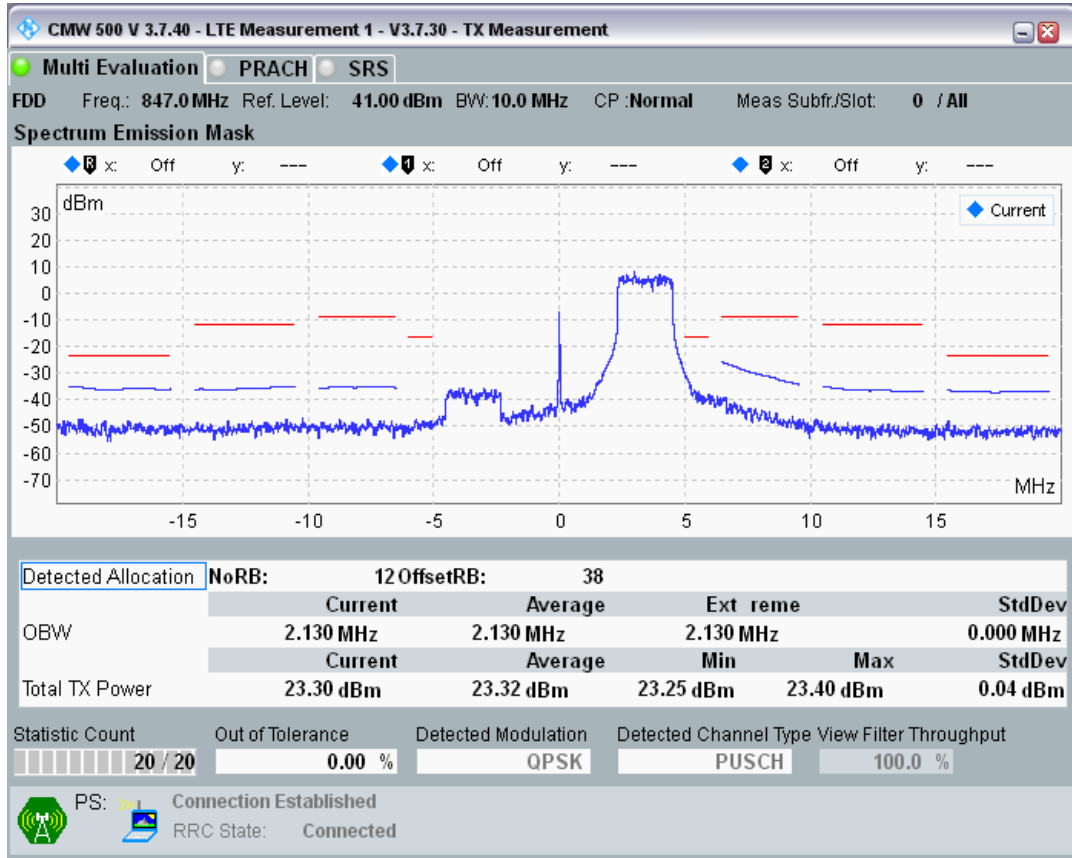 CMW 500 V 3.7.40 - LTE Measurement 1 - V3.7.30 - TX Measurement
Multi Evaluation PRACH SRS
FDD Freq.: 847.0 MHz Ref. Level: 41.00 dBm BW: 10.0 MHz CP :Normal Meas Subfr./Slot: 0 / All
Spectrum Emission Mask
R x: Off y: --- 1 x: Off y: --- 2 x: Off y: ---
dBm
Current
30
20
10
0
-10
-20
-30
-40
-50
-60
-70
MHz
-15 -10 -5 0 5 10 15
Detected Allocation NoRB: 12 OffsetRB: 38
Current Average Ext reme StdDev
OBW 2.130 MHz 2.130 MHz 2.130 MHz 0.000 MHz
Current Average Min Max StdDev
Total TX Power 23.30 dBm 23.32 dBm 23.25 dBm 23.40 dBm 0.04 dBm
Statistic Count Out of Tolerance Detected Modulation Detected Channel Type View Filter Throughput
20 / 20 0.00 % QPSK PUSCH 100.0 %
PS: Connection Established
RRC State: Connected